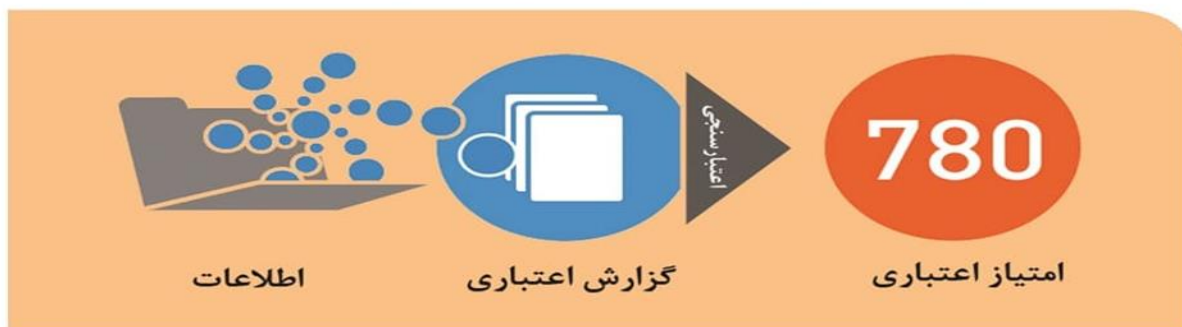 780
اعتبارسنجی
امتیاز اعتباری
گزارش اعتباری
اطلاعات